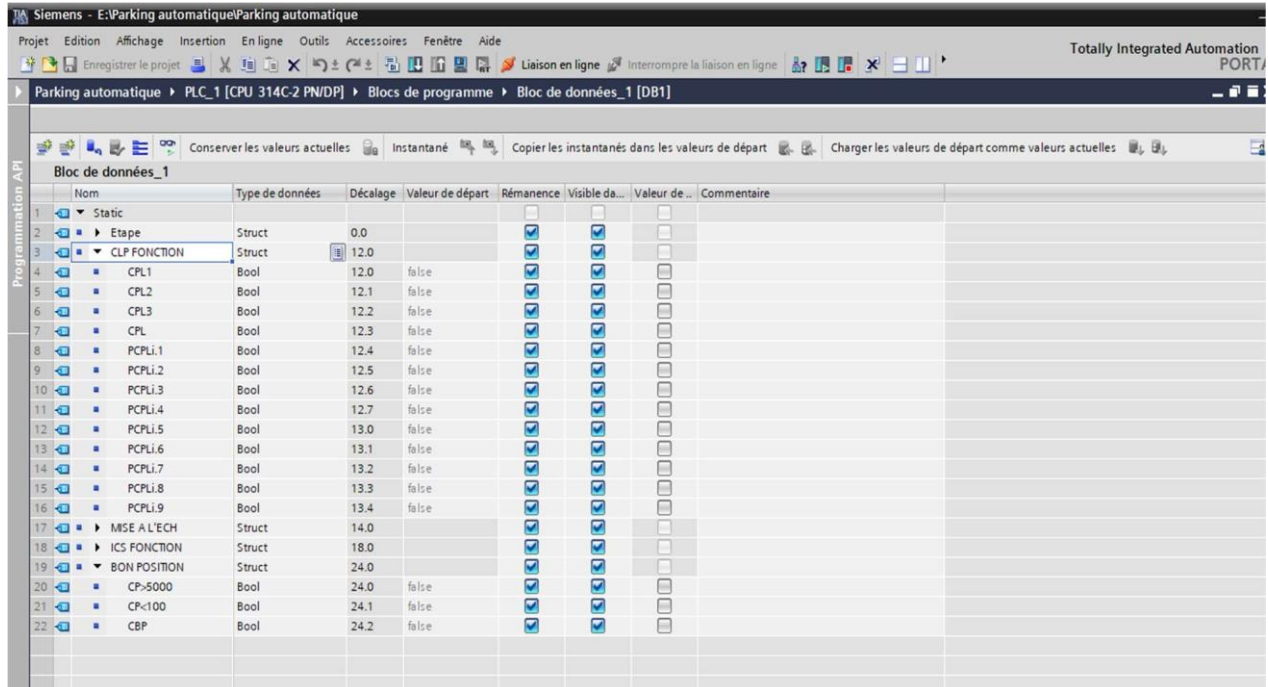 Siemens - E:\Parking automatique\Parking automatique
Projet Edition Affichage Insertion En ligne Outils Accessoires Fenêtre Aide
Totally Integrated Automation
PORTA
Enregistrer le projet Liaison en ligne Interrompre la liaison en ligne
Parking automatique PLC_1 [CPU 314C-2 PN/DP] Blocs de programme Bloc de données_1 [DB1]
Conserver les valeurs actuelles Instantané Copier les instantanés dans les valeurs de départ Charger les valeurs de départ comme valeurs actuelles
Programmation API
Bloc de données_1
Nom Type de données Décalage Valeur de départ Rémanence Visible da... Valeur de .. Commentaire
1 Static
2 Etape Struct 0.0
3 CLP FONCTION Struct 12.0
4 CPL1 Bool 12.0 false
5 CPL2 Bool 12.1 false
6 CPL3 Bool 12.2 false
7 CPL Bool 12.3 false
8 PCPLi.1 Bool 12.4 false
9 PCPLi.2 Bool 12.5 false
10 PCPLi.3 Bool 12.6 false
11 PCPLi.4 Bool 12.7 false
12 PCPLi.5 Bool 13.0 false
13 PCPLi.6 Bool 13.1 false
14 PCPLi.7 Bool 13.2 false
15 PCPLi.8 Bool 13.3 false
16 PCPLi.9 Bool 13.4 false
17 MISE A L'ECH Struct 14.0
18 ICS FONCTION Struct 18.0
19 BON POSITION Struct 24.0
20 CP>5000 Bool 24.0 false
21 CP<100 Bool 24.1 false
22 CBP Bool 24.2 false